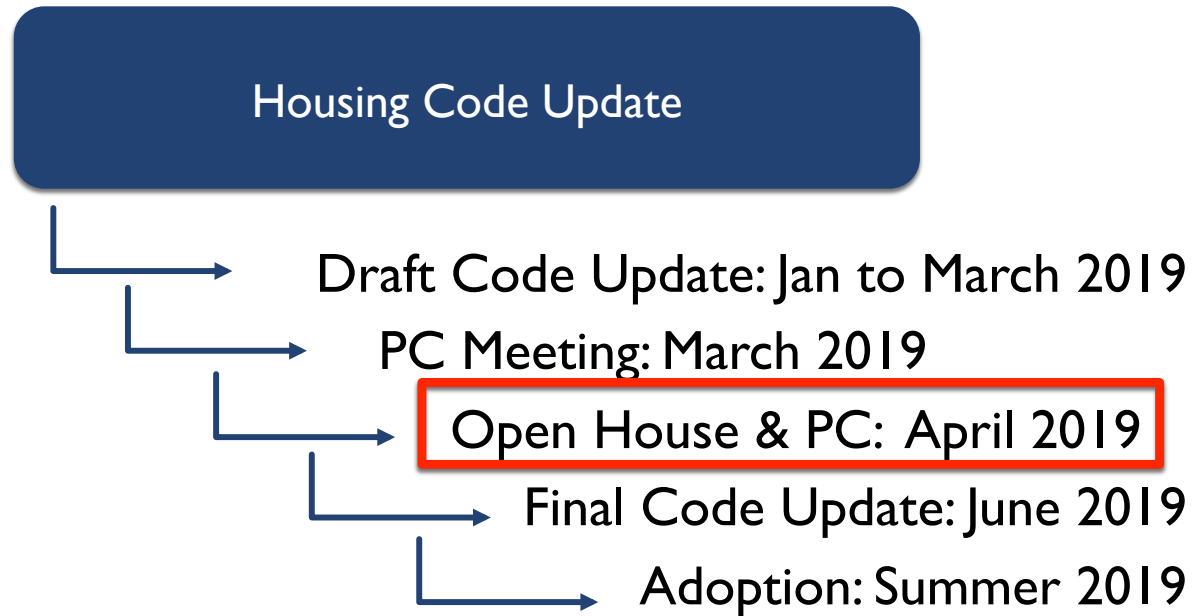 Housing Code Update
Draft Code Update: Jan to March 2019
PC Meeting: March 2019
Open House & PC: April 2019
Final Code Update: June 2019
Adoption: Summer 2019